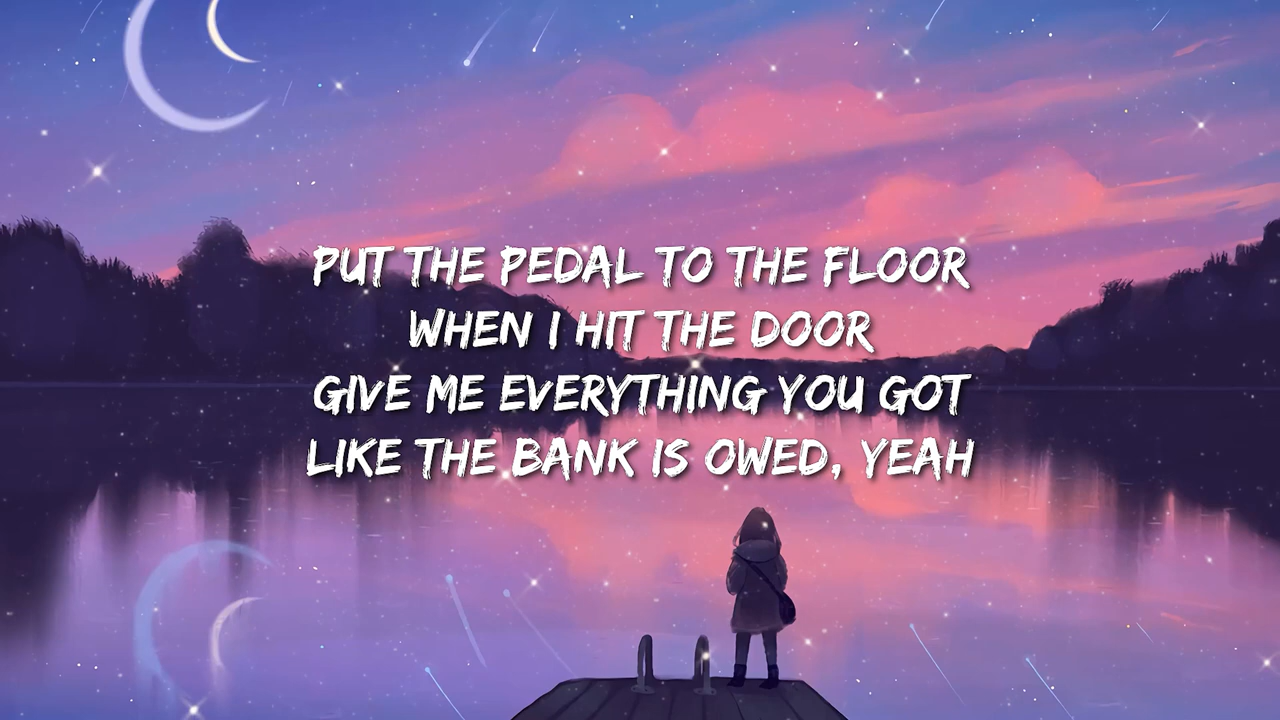 PUT THE PEDAL TO THE FLOOR
WHEN I HIT THE DOOR
GIVE ME EVERYTHING YOU GOT
LIKE THE BANK IS OWED, YEAH